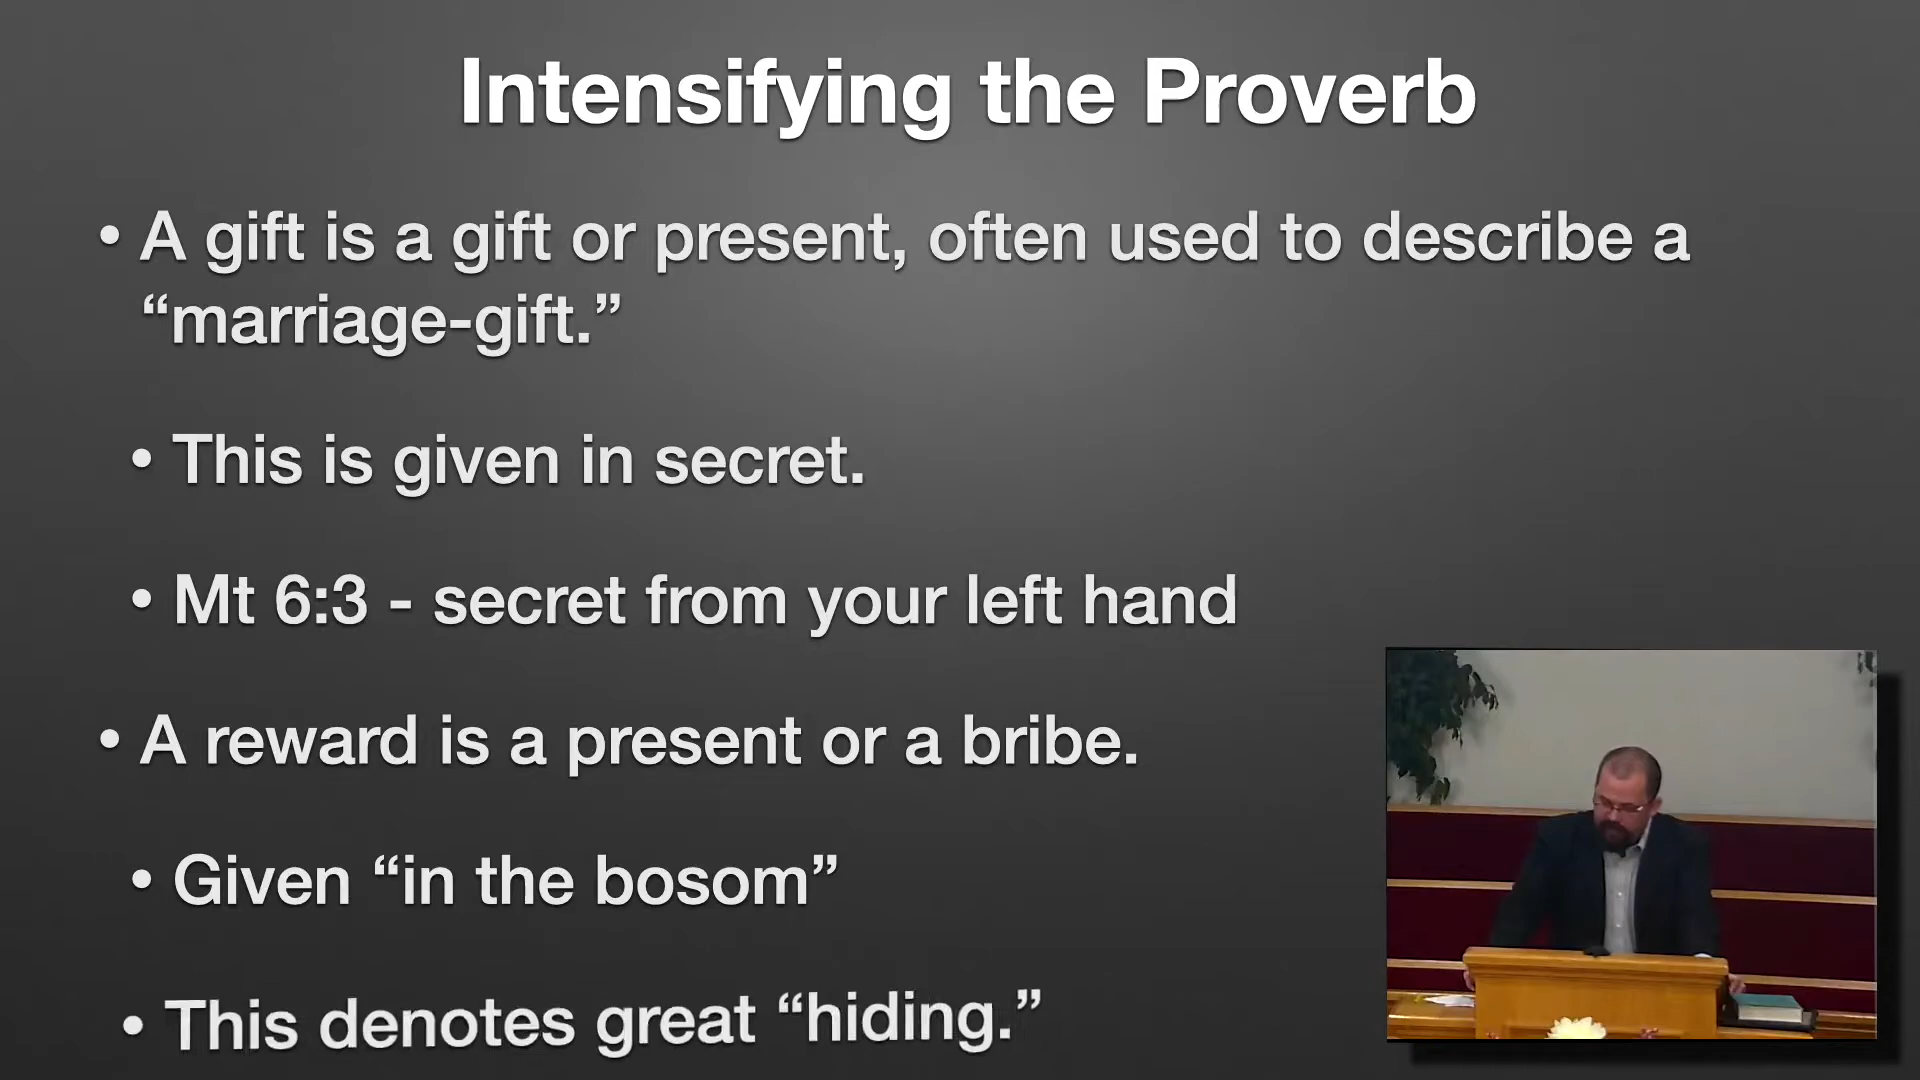 Intensifying the Proverb
• A gift is a gift or present, often used to describe a
“marriage-gift.”
• This is given in secret.
• Mt 6:3 - secret from your left hand
• A reward is a present or a bribe.
• Given “in the bosom”
• This denotes great “hiding.”